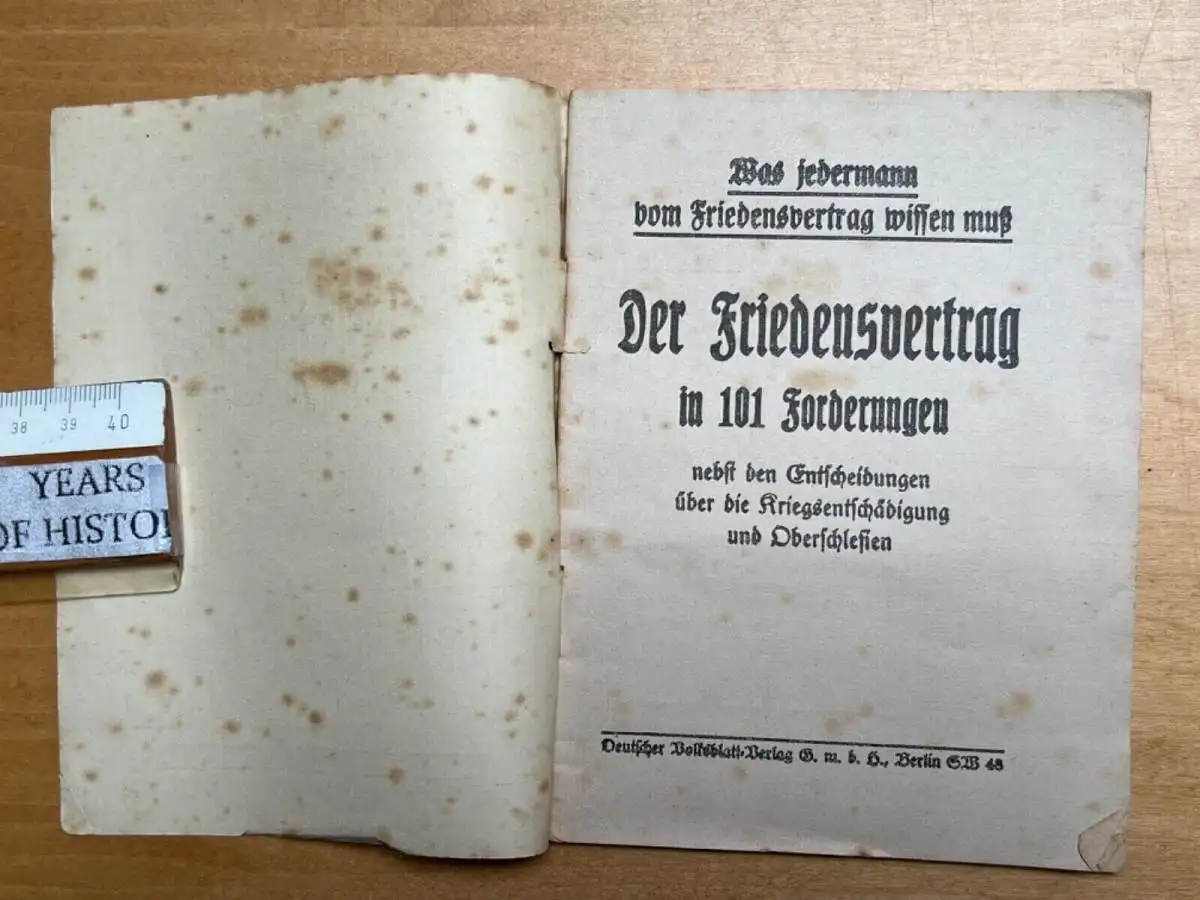 38 39 40
YEARS
OF HISTO
Was jedermann
vom Friedensvertrag wissen muß
Der Friedensvertrag
in 101 Forderungen
nebst den Entscheidungen
über die Kriegsentschädigung
und Oberschlesien
Deutscher Volksblatt-Verlag G. m. b. H., Berlin SW 48